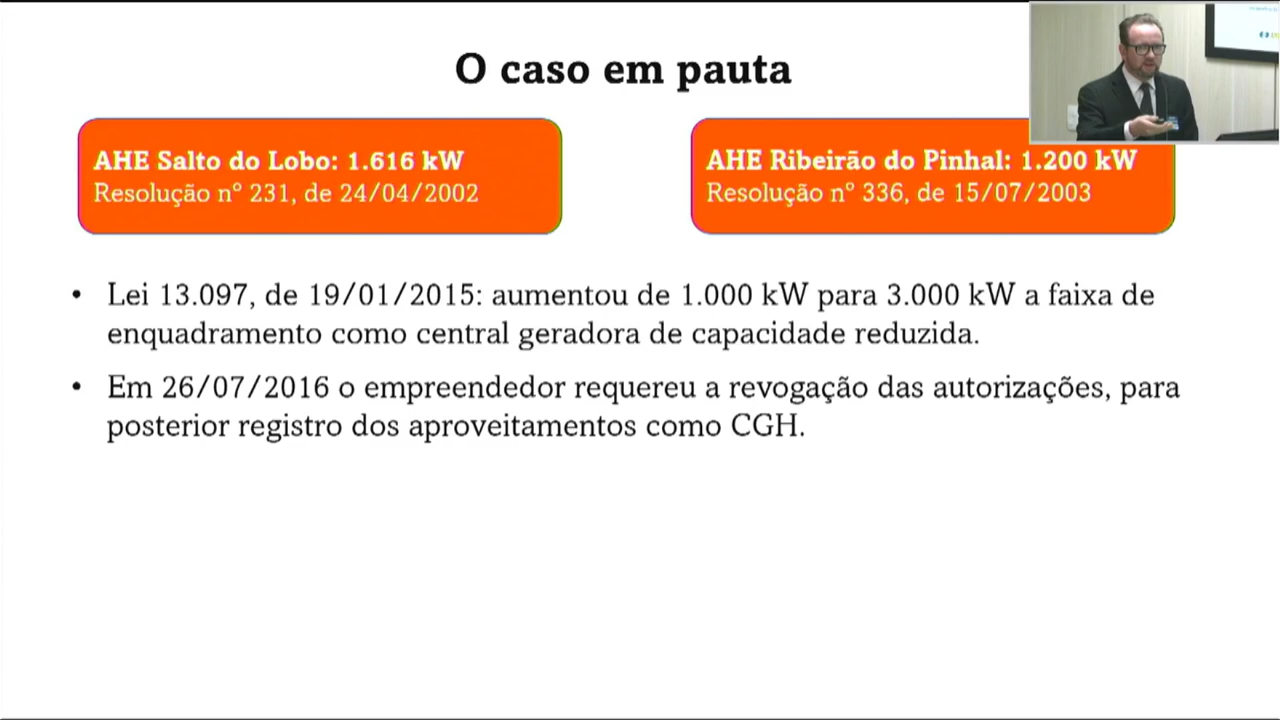 O caso em pauta
AHE Salto do Lobo: 1.616 kW
Resolução nº 231, de 24/04/2002
AHE Ribeirão do Pinhal: 1.200 kW
Resolução nº 336, de 15/07/2003
• Lei 13.097, de 19/01/2015: aumentou de 1.000 kW para 3.000 kW a faixa de
enquadramento como central geradora de capacidade reduzida.
• Em 26/07/2016 o empreendedor requereu a revogação das autorizações, para
posterior registro dos aproveitamentos como CGH.